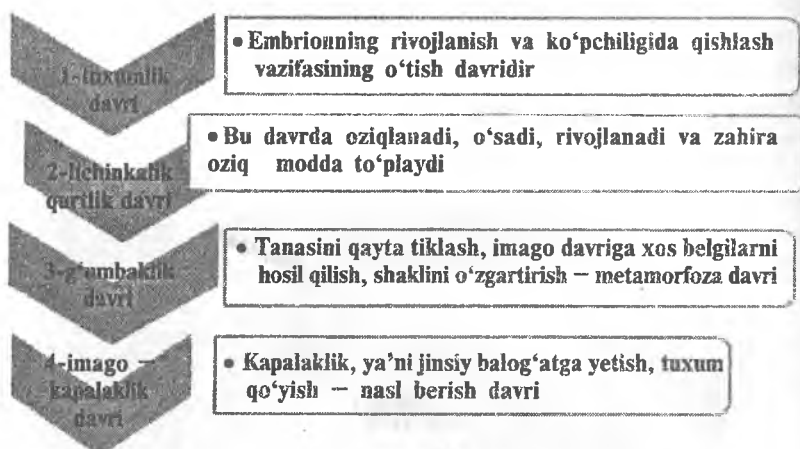 1-tuxumlik
davri
• Embrionning rivojlanish va ko‘pchiligida qishlash
vazifasining o‘tish davridir
2-lichinkalik
qurtlik davri
• Bu davrda oziqlanadi, o‘sadi, rivojlanadi va zahira
oziq modda to‘playdi
3-g‘umbaklik
davri
• Tanasini qayta tiklash, imago davriga xos belgilarni
hosil qilish, shaklini o‘zgartirish — metamorfoza davri
4-imago —
kapalaklik
davri
• Kapalaklik, ya’ni jinsiy balog‘atga yetish, tuxum
qo‘yish — nasl berish davri